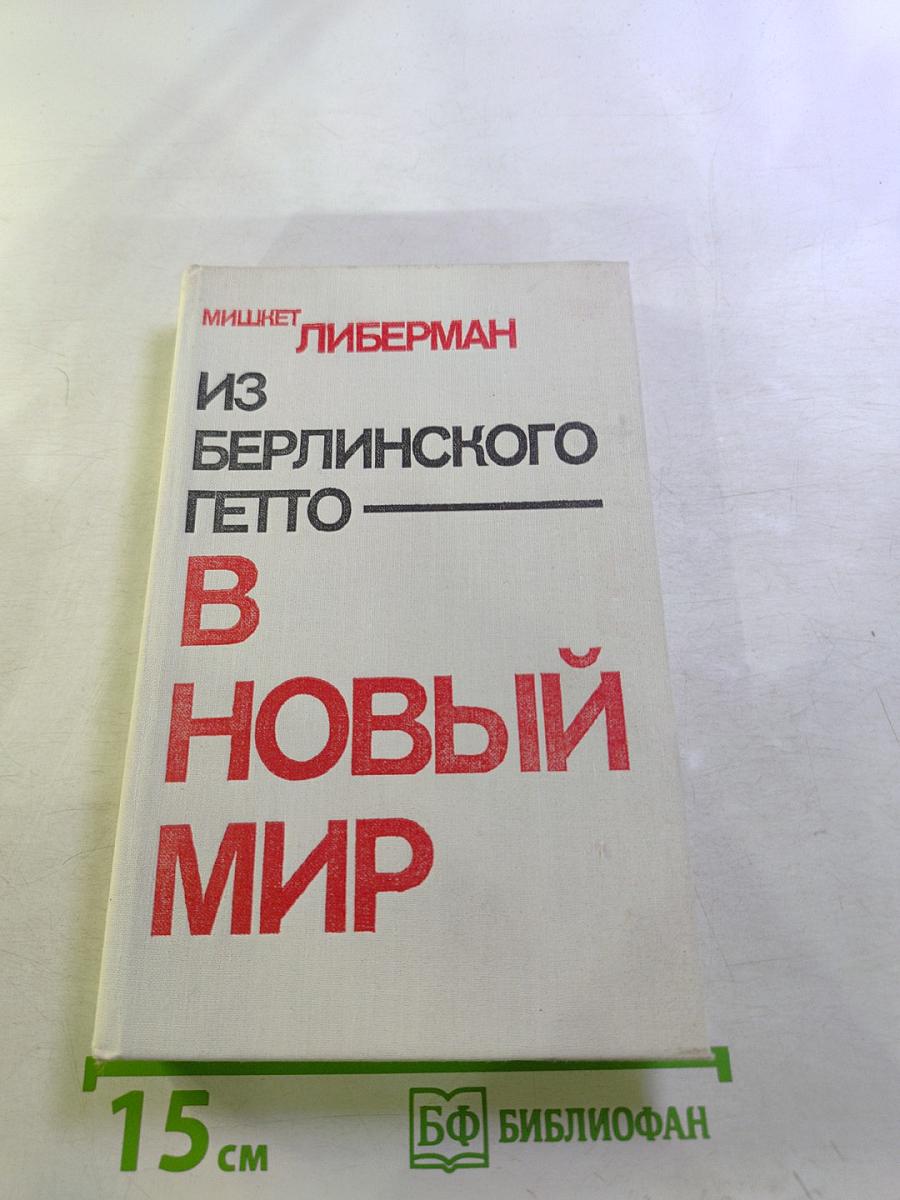 МИШКЕТ ЛИБЕРМАН
ИЗ
БЕРЛИНСКОГО
ГЕТТО —
В
НОВЫЙ
МИР
15 см
БФ БИБЛИОФАН